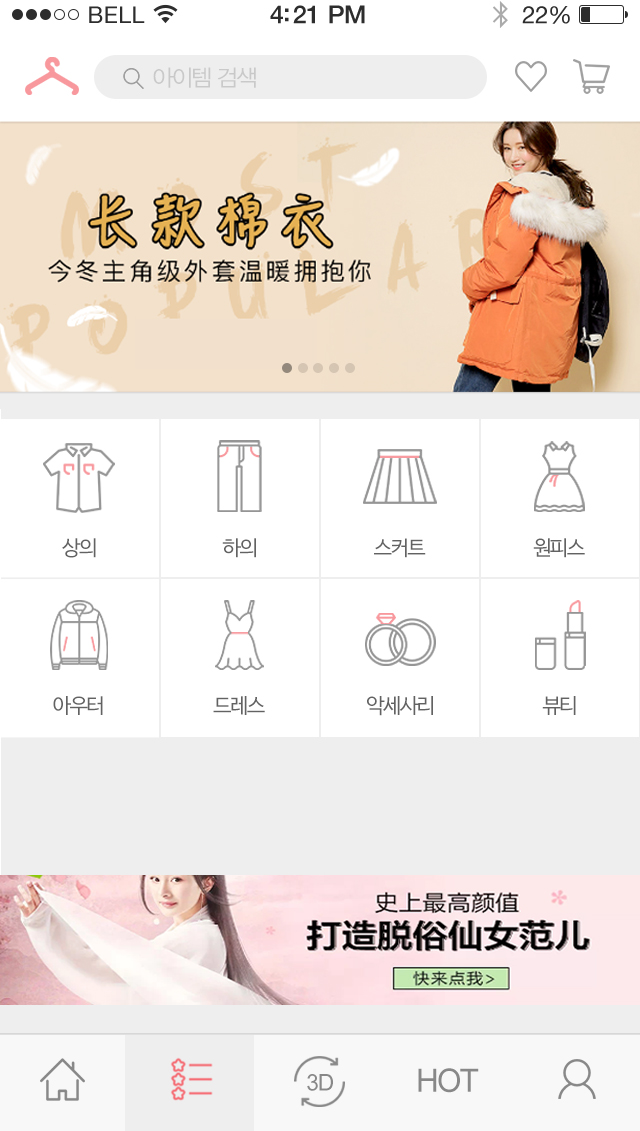 BELL 4:21 PM 22%
아이템 검색
MOST
长款棉衣
今冬主角级外套温暖拥抱你
POPULAR
상의 하의 스커트 원피스
아우터 드레스 악세사리 뷰티
史上最高颜值
打造脱俗仙女范儿
快来点我>
3D HOT